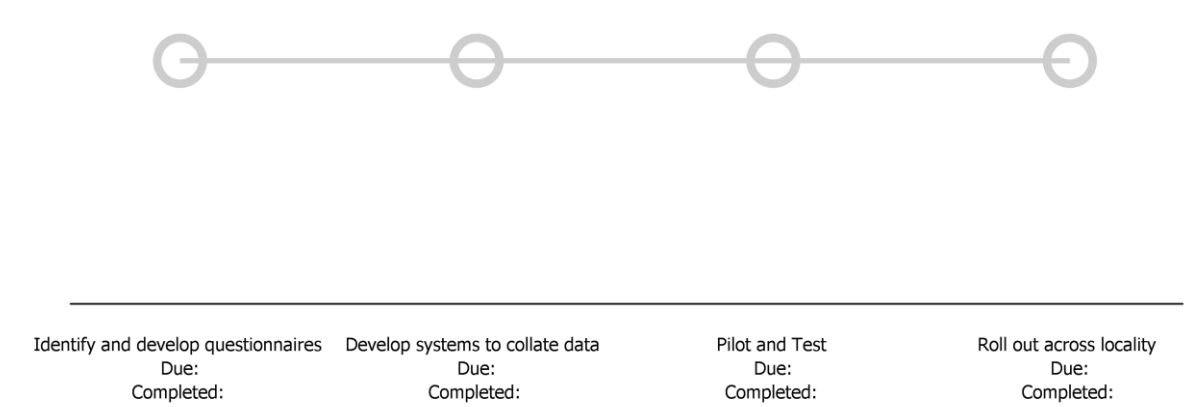 Identify and develop questionnaires
Due:
Completed:
Develop systems to collate data
Due:
Completed:
Pilot and Test
Due:
Completed:
Roll out across locality
Due:
Completed: